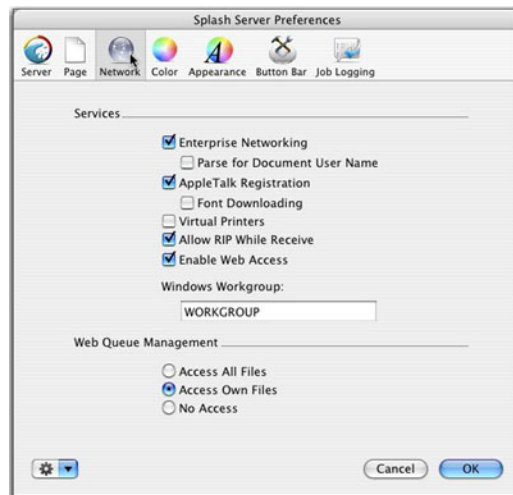 Splash Server Preferences
Server Page Network Color Appearance Button Bar Job Logging
Services
Enterprise Networking
Parse for Document User Name
AppleTalk Registration
Font Downloading
Virtual Printers
Allow RIP While Receive
Enable Web Access
Windows Workgroup:
WORKGROUP
Web Queue Management
Access All Files
Access Own Files
No Access
Cancel OK